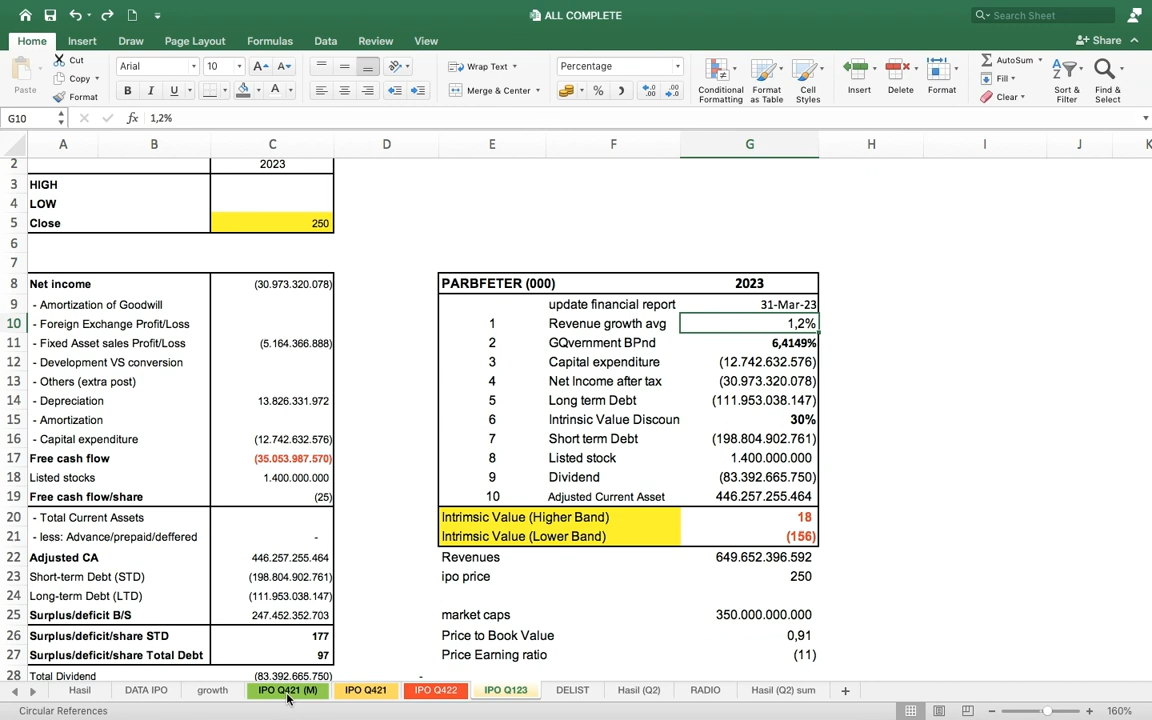 ALL COMPLETE
Search Sheet
Home Insert Draw Page Layout Formulas Data Review View
Share
Paste
Cut
Copy
Format
Arial 10
B I U
Wrap Text
Merge & Center
Percentage
Conditional Formatting
Format as Table
Cell Styles
Insert Delete Format
AutoSum
Fill
Clear
Sort & Filter
Find & Select
G10 fx 1,2%
A B C D E F G H I J K
2 2023
3 HIGH
4 LOW
5 Close 250
6
7
8 Net income (30.973.320.078) PARBFETER (000) 2023
9 - Amortization of Goodwill update financial report 31-Mar-23
10 - Foreign Exchange Profit/Loss 1 Revenue growth avg 1,2%
11 - Fixed Asset sales Profit/Loss (5.164.366.888) 2 GQvernment BPnd 6,4149%
12 - Development VS conversion 3 Capital expenditure (12.742.632.576)
13 - Others (extra post) 4 Net Income after tax (30.973.320.078)
14 - Depreciation 13.826.331.972 5 Long term Debt (111.953.038.147)
15 - Amortization 6 Intrinsic Value Discoun 30%
16 - Capital expenditure (12.742.632.576) 7 Short term Debt (198.804.902.761)
17 Free cash flow (35.053.987.570) 8 Listed stock 1.400.000.000
18 Listed stocks 1.400.000.000 9 Dividend (83.392.665.750)
19 Free cash flow/share (25) 10 Adjusted Current Asset 446.257.255.464
20 - Total Current Assets Intrimsic Value (Higher Band) 18
21 - less: Advance/prepaid/deffered - Intrimsic Value (Lower Band) (156)
22 Adjusted CA 446.257.255.464 Revenues 649.652.396.592
23 Short-term Debt (STD) (198.804.902.761) ipo price 250
24 Long-term Debt (LTD) (111.953.038.147)
25 Surplus/deficit B/S 247.452.352.703 market caps 350.000.000.000
26 Surplus/deficit/share STD 177 Price to Book Value 0,91
27 Surplus/deficit/share Total Debt 97 Price Earning ratio (11)
28 Total Dividend (83.392.665.750) -
Hasil DATA IPO growth IPO Q421 (M) IPO Q421 IPO Q422 IPO Q123 DELIST Hasil (Q2) RADIO Hasil (Q2) sum +
Circular References 160%